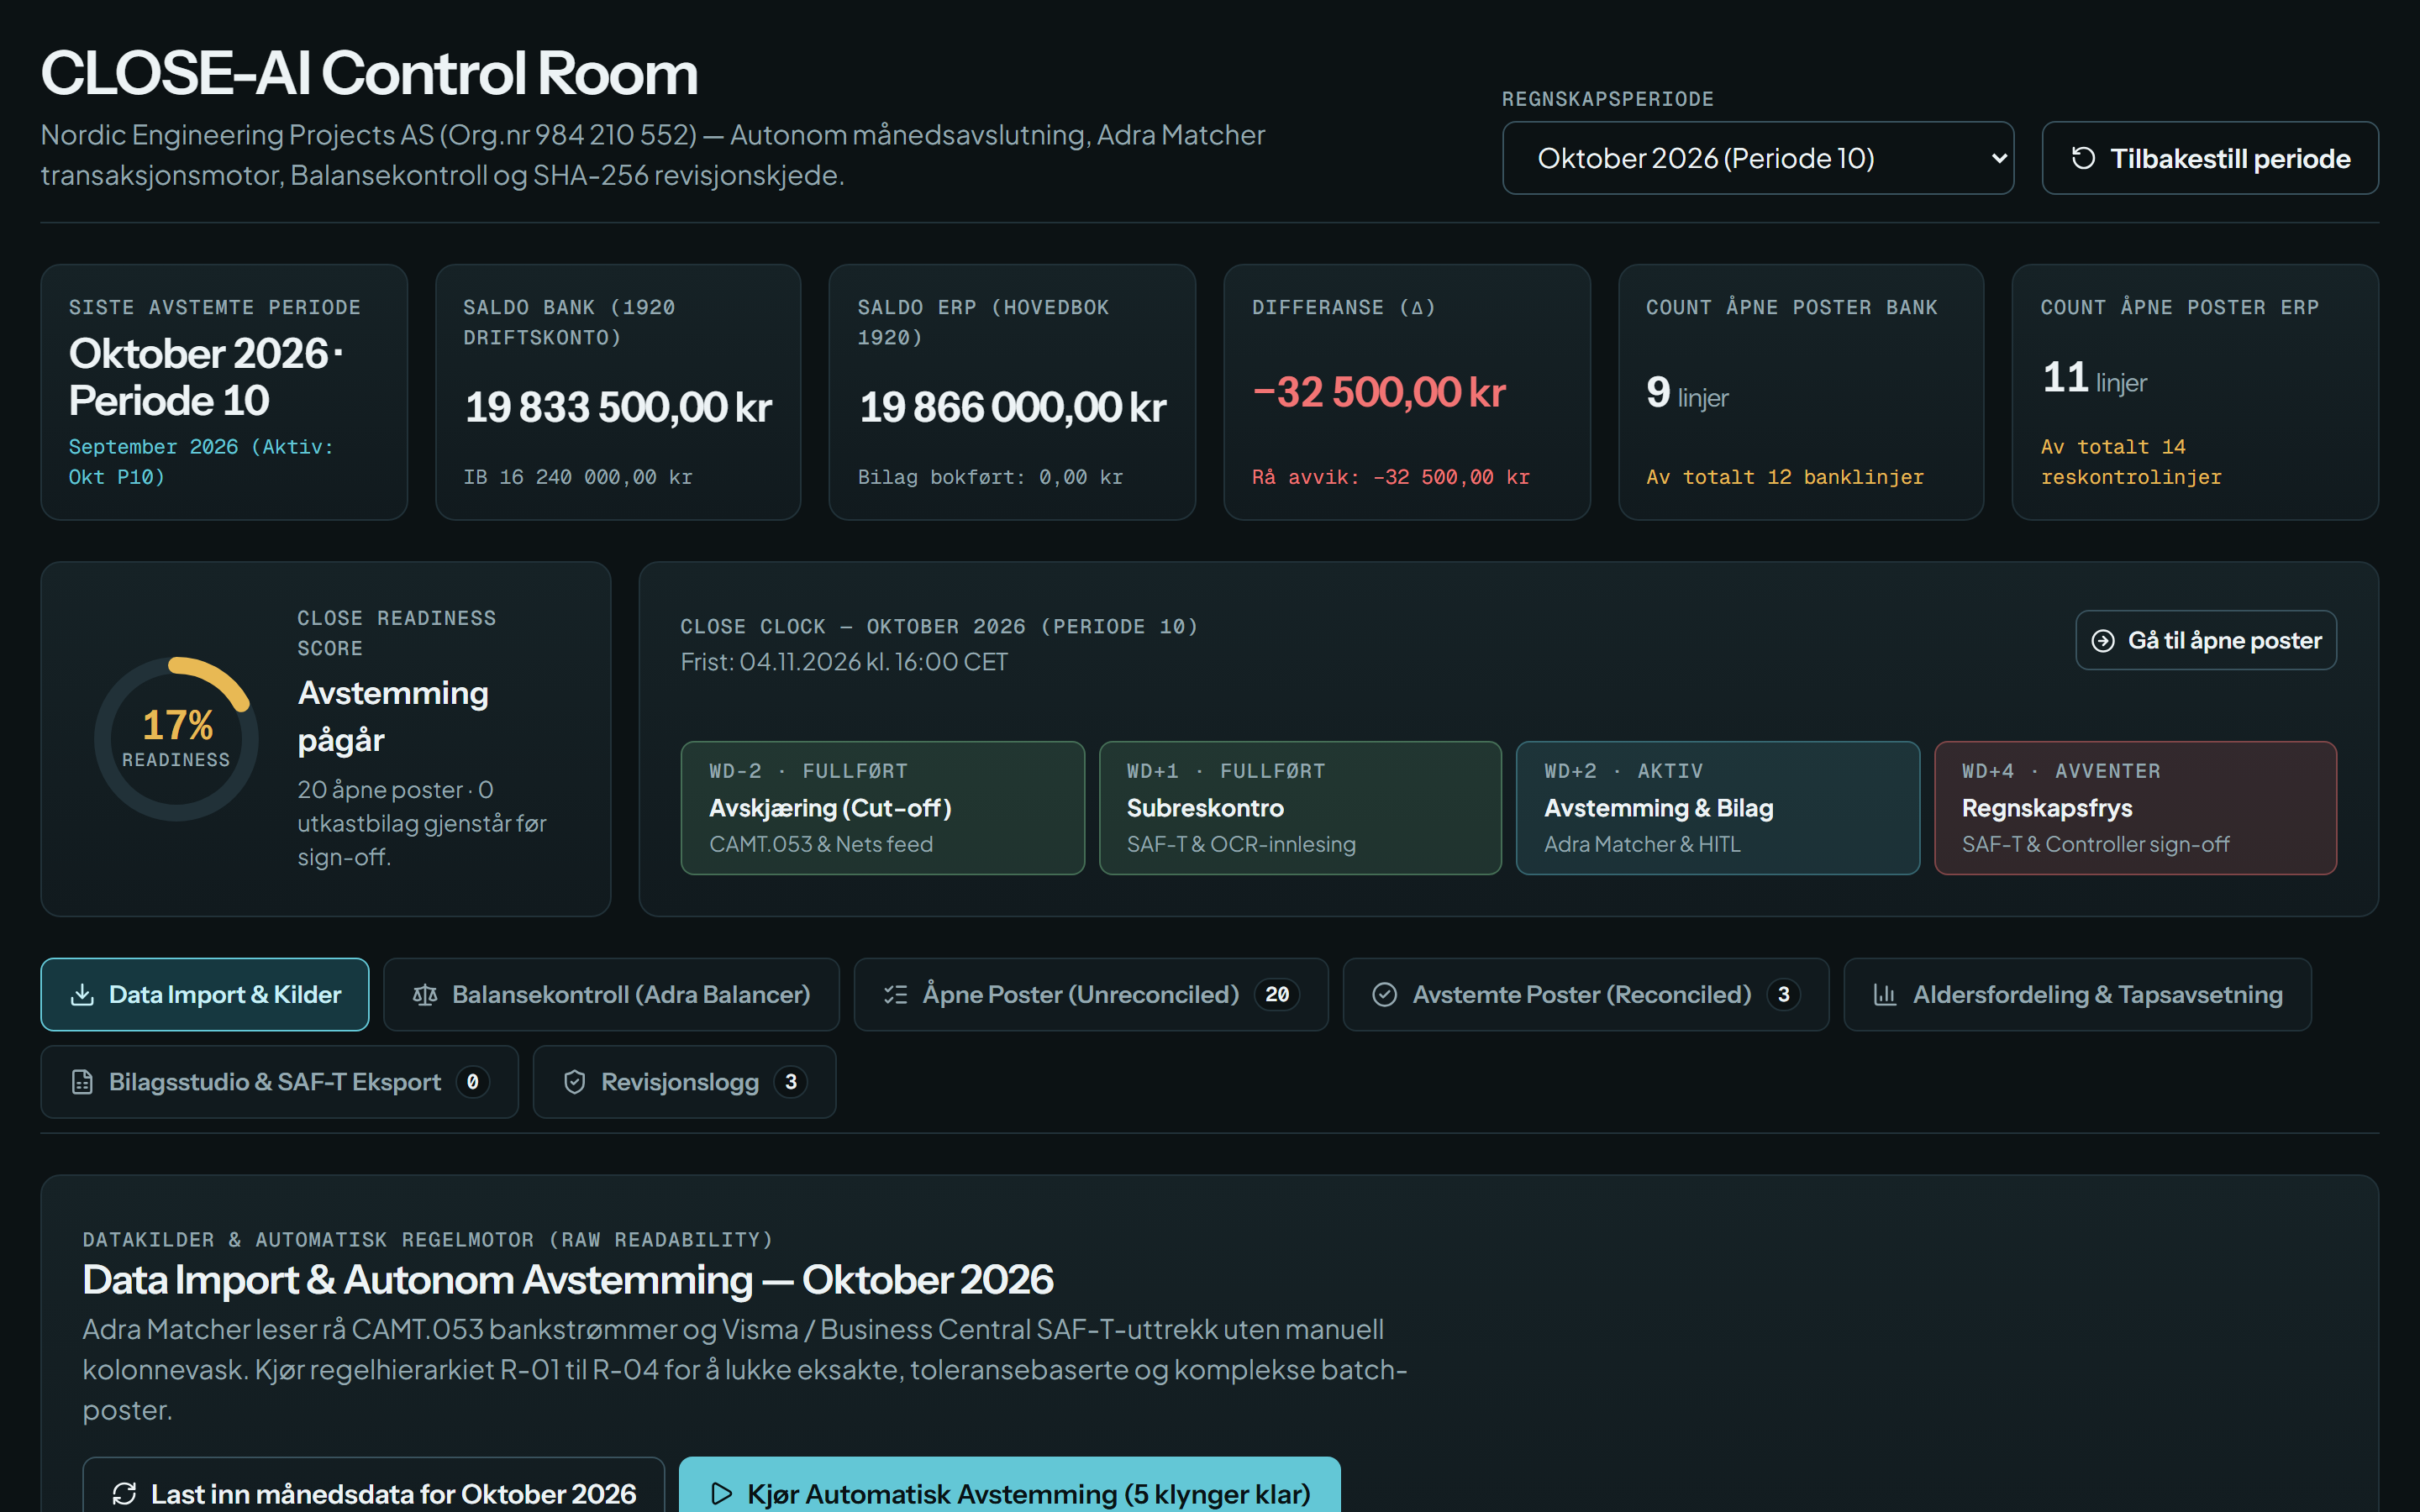 CLOSE-AI Control Room
Nordic Engineering Projects AS (Org.nr 984 210 552) — Autonom månedsavslutning, Adra Matcher
transaksjonsmotor, Balansekontroll og SHA-256 revisjonskjede.
REGNSKAPSPERIODE
Oktober 2026 (Periode 10)
Tilbakestill periode
SISTE AVSTEMTE PERIODE
Oktober 2026 ·
Periode 10
September 2026 (Aktiv:
Okt P10)
SALDO BANK (1920
DRIFTSKONTO)
19 833 500,00 kr
IB 16 240 000,00 kr
SALDO ERP (HOVEDBOK
1920)
19 866 000,00 kr
Bilag bokført: 0,00 kr
DIFFERANSE (Δ)
−32 500,00 kr
Rå avvik: −32 500,00 kr
COUNT ÅPNE POSTER BANK
9 linjer
Av totalt 12 banklinjer
COUNT ÅPNE POSTER ERP
11 linjer
Av totalt 14
reskontrolinjer
17%
READINESS
CLOSE READINESS
SCORE
Avstemming
pågår
20 åpne poster · 0
utkastbilag gjenstår før
sign-off.
CLOSE CLOCK — OKTOBER 2026 (PERIODE 10)
Frist: 04.11.2026 kl. 16:00 CET
Gå til åpne poster
WD-2 · FULLFØRT
Avskjæring (Cut-off)
CAMT.053 & Nets feed
WD+1 · FULLFØRT
Subreskontro
SAF-T & OCR-innlesing
WD+2 · AKTIV
Avstemming & Bilag
Adra Matcher & HITL
WD+4 · AVVENTER
Regnskapsfrys
SAF-T & Controller sign-off
Data Import & Kilder
Balansekontroll (Adra Balancer)
Åpne Poster (Unreconciled) 20
Avstemte Poster (Reconciled) 3
Aldersfordeling & Tapsavsetning
Bilagsstudio & SAF-T Eksport 0
Revisjonslogg 3
DATAKILDER & AUTOMATISK REGELMOTOR (RAW READABILITY)
Data Import & Autonom Avstemming — Oktober 2026
Adra Matcher leser rå CAMT.053 bankstrømmer og Visma / Business Central SAF-T-uttrekk uten manuell
kolonnevask. Kjør regelhierarkiet R-01 til R-04 for å lukke eksakte, toleransebaserte og komplekse batch-
poster.
Last inn månedsdata for Oktober 2026
Kjør Automatisk Avstemming (5 klynger klar)